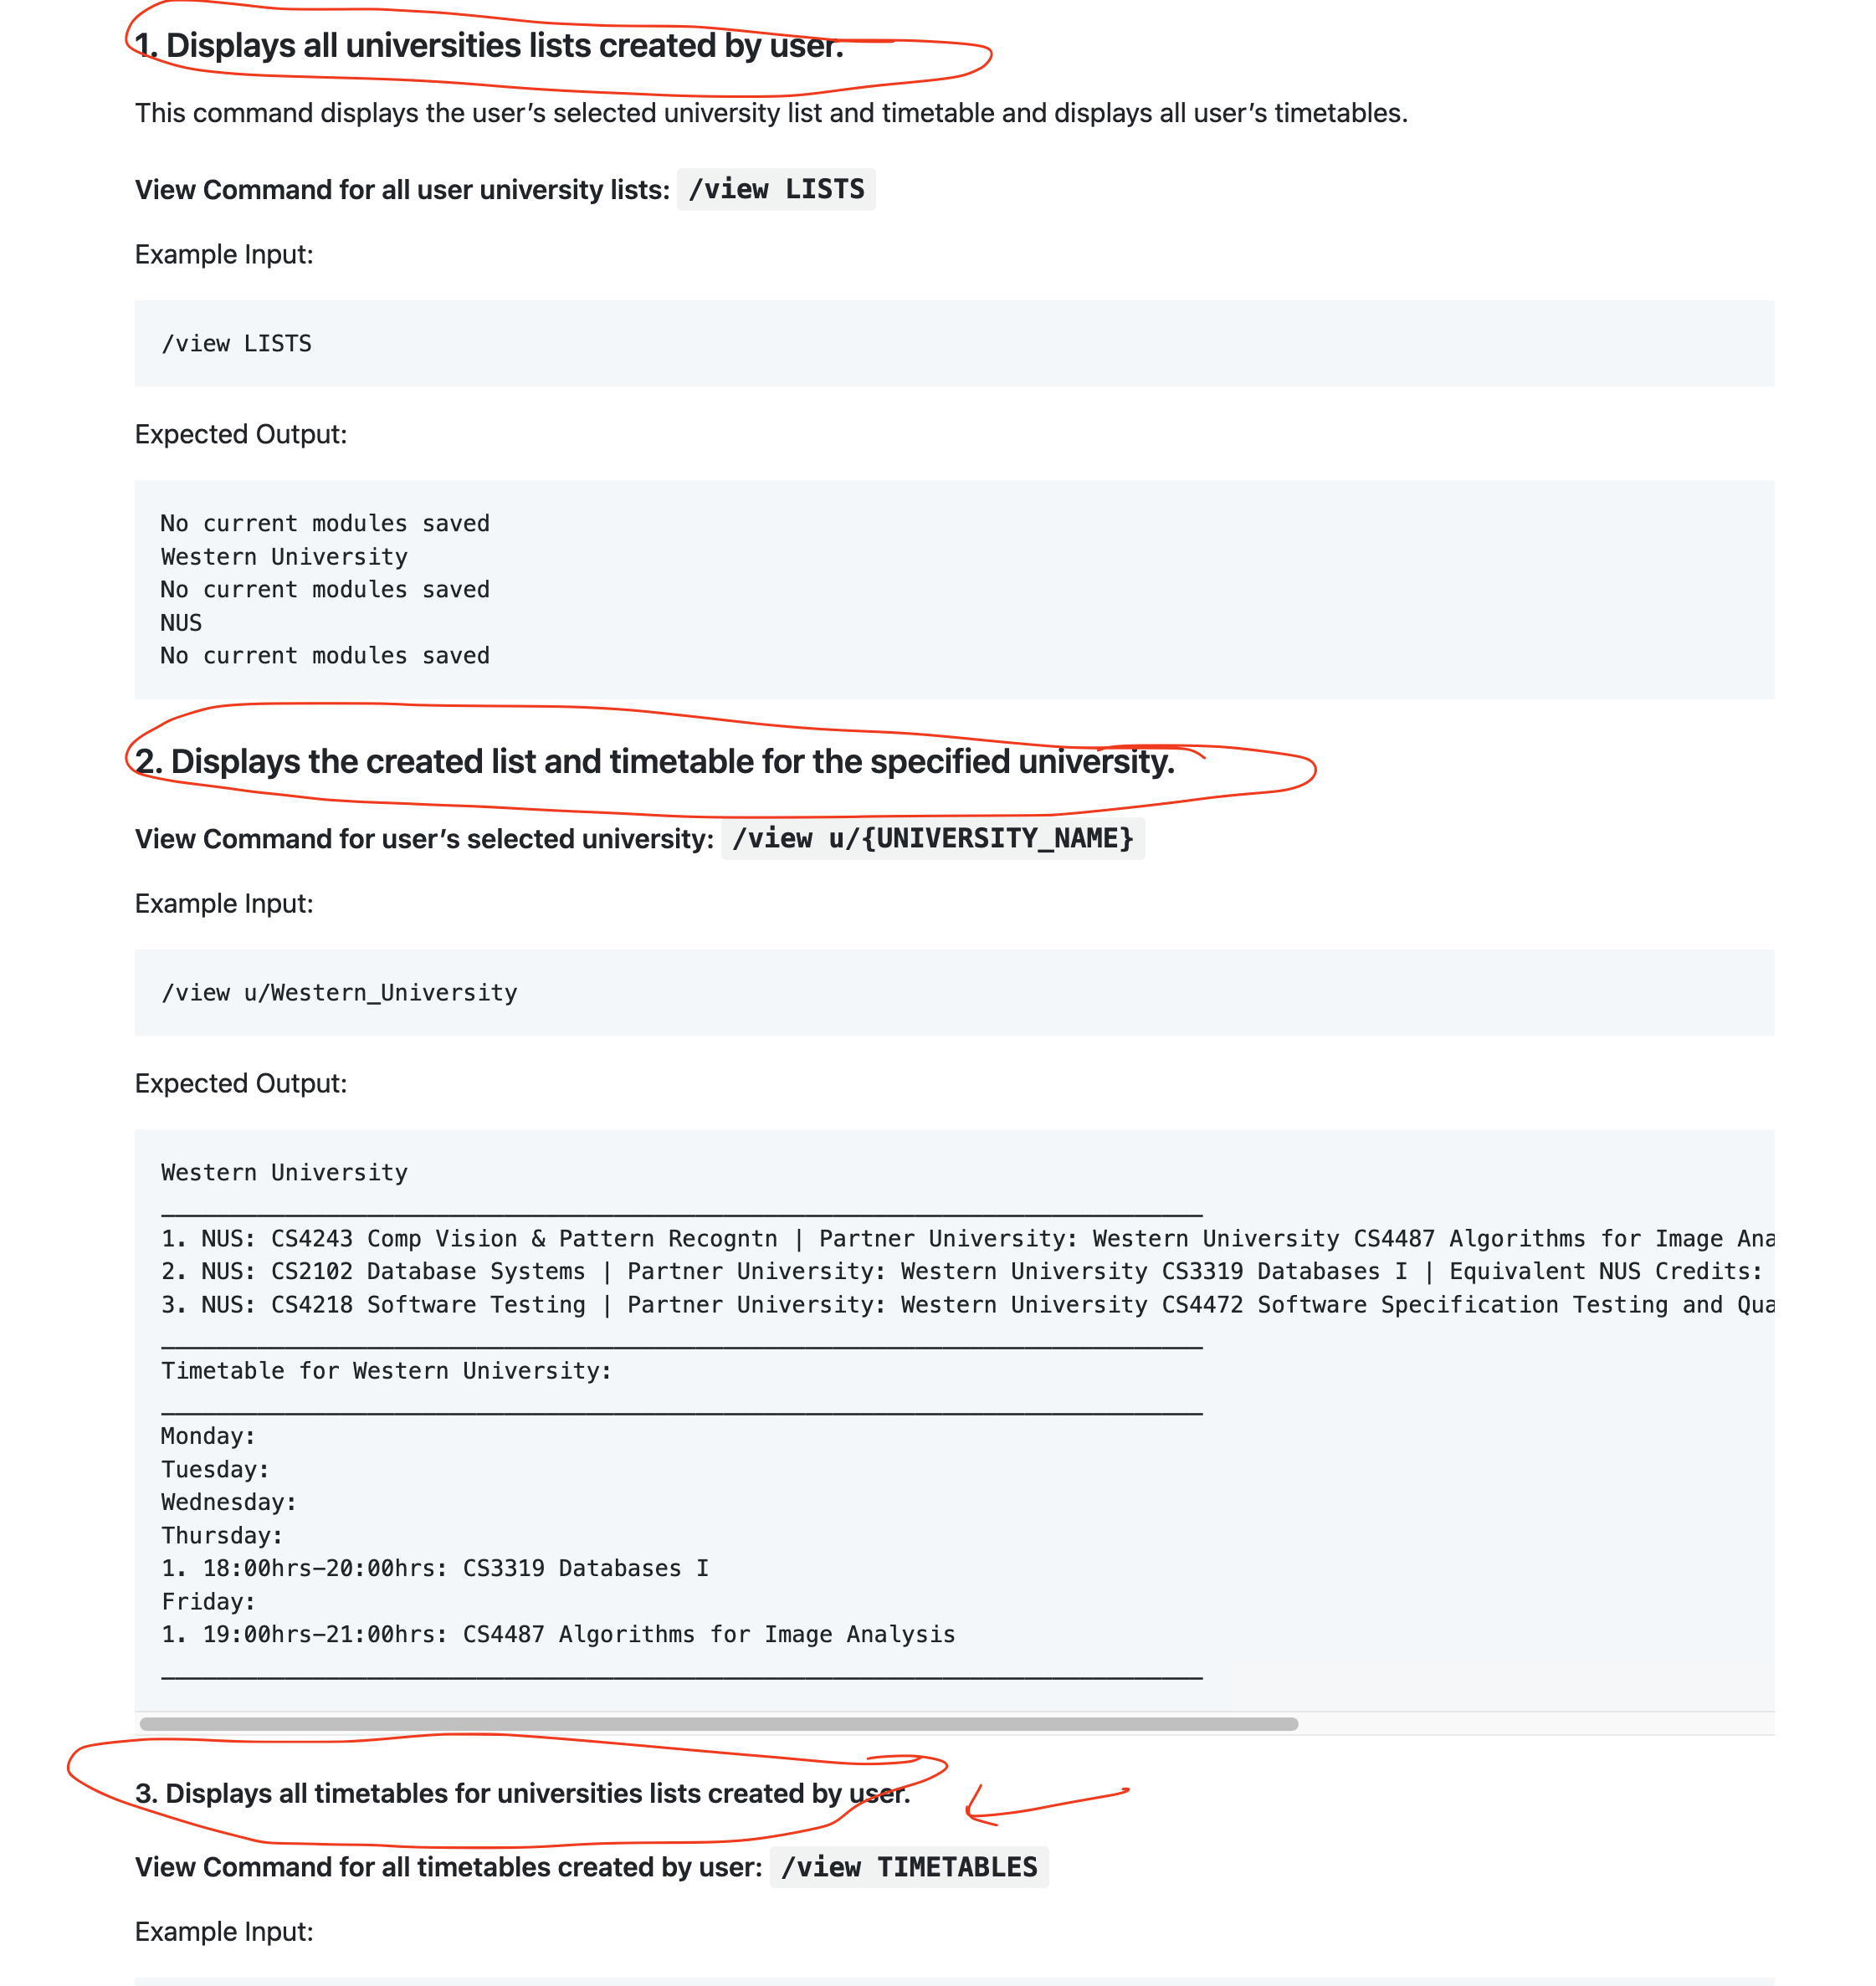 1. Displays all universities lists created by user.
This command displays the user’s selected university list and timetable and displays all user’s timetables.
View Command for all user university lists: /view LISTS
Example Input:
/view LISTS
Expected Output:
No current modules saved
Western University
No current modules saved
NUS
No current modules saved
2. Displays the created list and timetable for the specified university.
View Command for user’s selected university: /view u/{UNIVERSITY_NAME}
Example Input:
/view u/Western_University
Expected Output:
Western University
1. NUS: CS4243 Comp Vision & Pattern Recogntn | Partner University: Western University CS4487 Algorithms for Image Ana
2. NUS: CS2102 Database Systems | Partner University: Western University CS3319 Databases I | Equivalent NUS Credits:
3. NUS: CS4218 Software Testing | Partner University: Western University CS4472 Software Specification Testing and Qua
Timetable for Western University:
Monday:
Tuesday:
Wednesday:
Thursday:
1. 18:00hrs-20:00hrs: CS3319 Databases I
Friday:
1. 19:00hrs-21:00hrs: CS4487 Algorithms for Image Analysis
3. Displays all timetables for universities lists created by user.
View Command for all timetables created by user: /view TIMETABLES
Example Input: